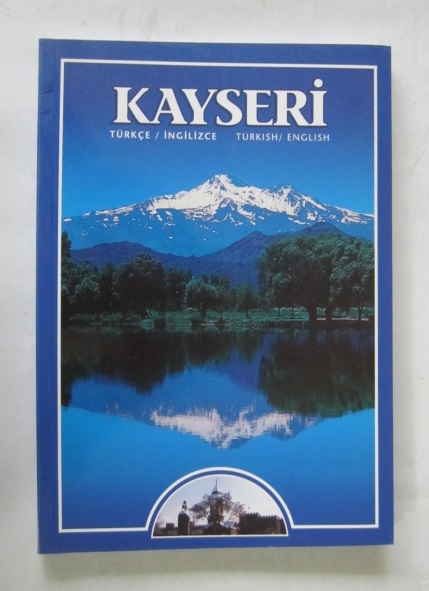 KAYSERİ
TÜRKÇE / İNGİLİZCE TURKISH/ ENGLISH